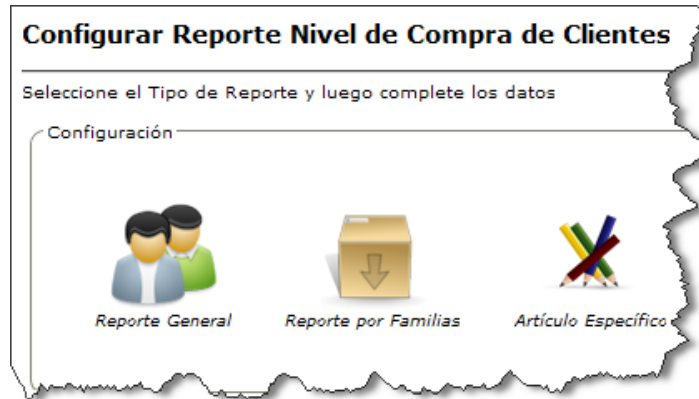 Configurar Reporte Nivel de Compra de Clientes
Seleccione el Tipo de Reporte y luego complete los datos
Configuración
Reporte General
Reporte por Familias
Artículo Específico